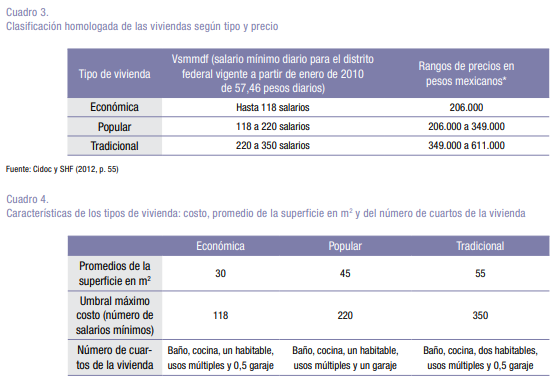 Cuadro 3.
Clasificación homologada de las viviendas según tipo y precio
Tipo de vivienda
Vsmmdf (salario mínimo diario para el distrito
federal vigente a partir de enero de 2010
de 57,46 pesos diarios)
Rangos de precios en
pesos mexicanos*
Económica Hasta 118 salarios 206.000
Popular 118 a 220 salarios 206.000 a 349.000
Tradicional 220 a 350 salarios 349.000 a 611.000
Fuente: Cidoc y SHF (2012, p. 55)
Cuadro 4.
Características de los tipos de vivienda: costo, promedio de la superficie en m² y del número de cuartos de la vivienda
Económica Popular Tradicional
Promedios de la
superficie en m²
30 45 55
Umbral máximo
costo (número de
salarios mínimos)
118 220 350
Número de cuar-
tos de la vivienda
Baño, cocina, un habitable,
usos múltiples y 0,5 garaje
Baño, cocina, un habitable,
usos múltiples y un garaje
Baño, cocina, dos habitables,
usos múltiples y 0,5 garaje